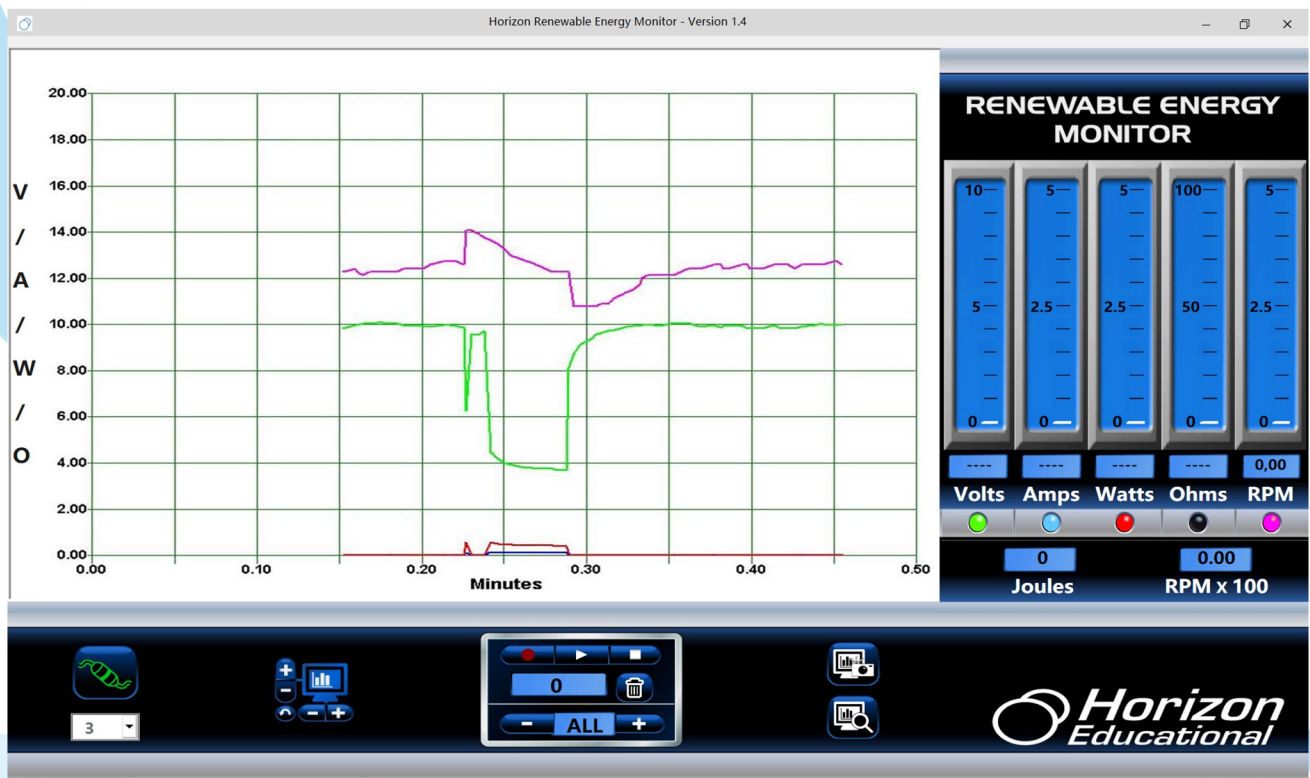 Horizon Renewable Energy Monitor - Version 1.4
20.00
18.00
16.00
14.00
12.00
10.00
8.00
6.00
4.00
2.00
0.00
V
/
A
/
W
/
O
0.00 0.10 0.20 0.30 0.40 0.50
Minutes
RENEWABLE ENERGY
MONITOR
10 5 5 100 5
5 2.5 2.5 50 2.5
0 0 0 0 0
---- ---- ---- ---- 0,00
Volts Amps Watts Ohms RPM
0 0.00
Joules RPM x 100
3
0
- ALL +
Horizon
Educational